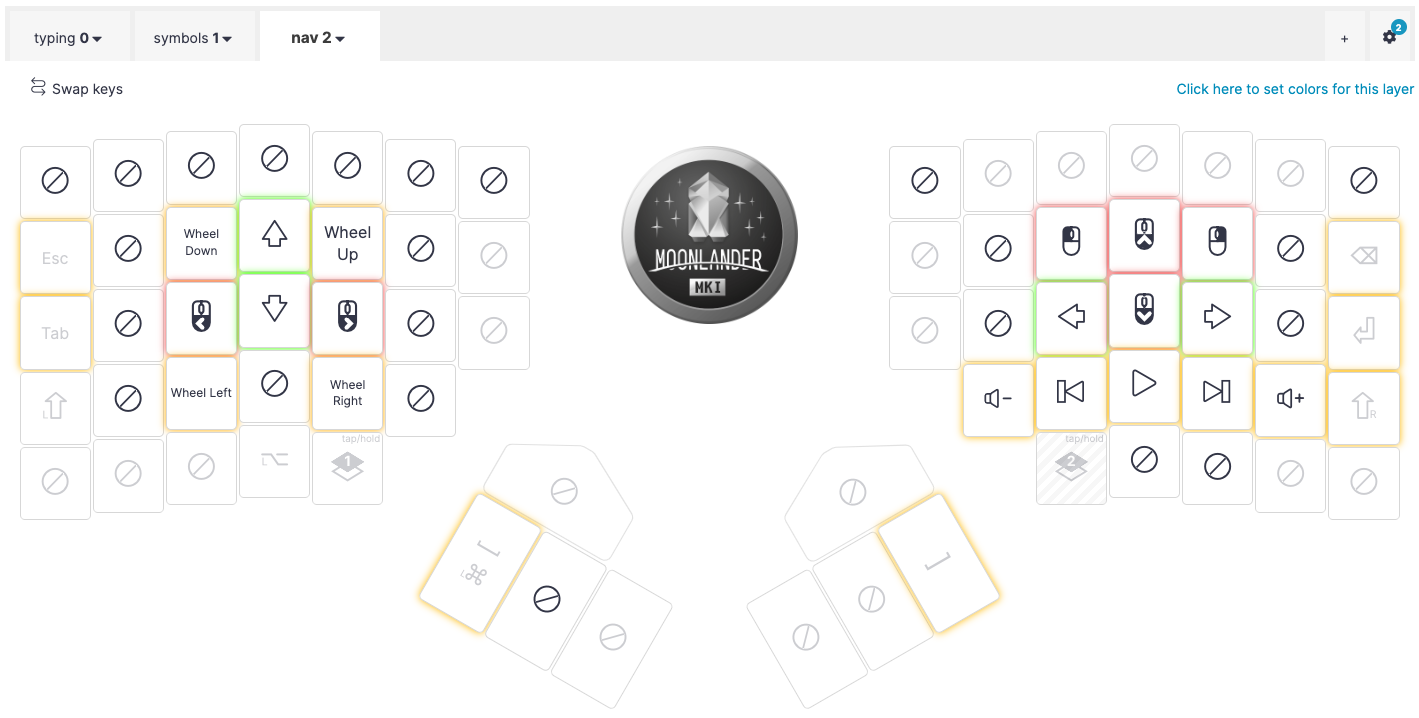 typing 0
symbols 1
nav 2
+
2
Swap keys
Click here to set colors for this layer
Wheel
Down
Wheel
Up
Esc
MOONLANDER
MKI
Tab
Wheel Left
Wheel
Right
L
R
tap/hold
1
tap/hold
2
L⌘ [
]